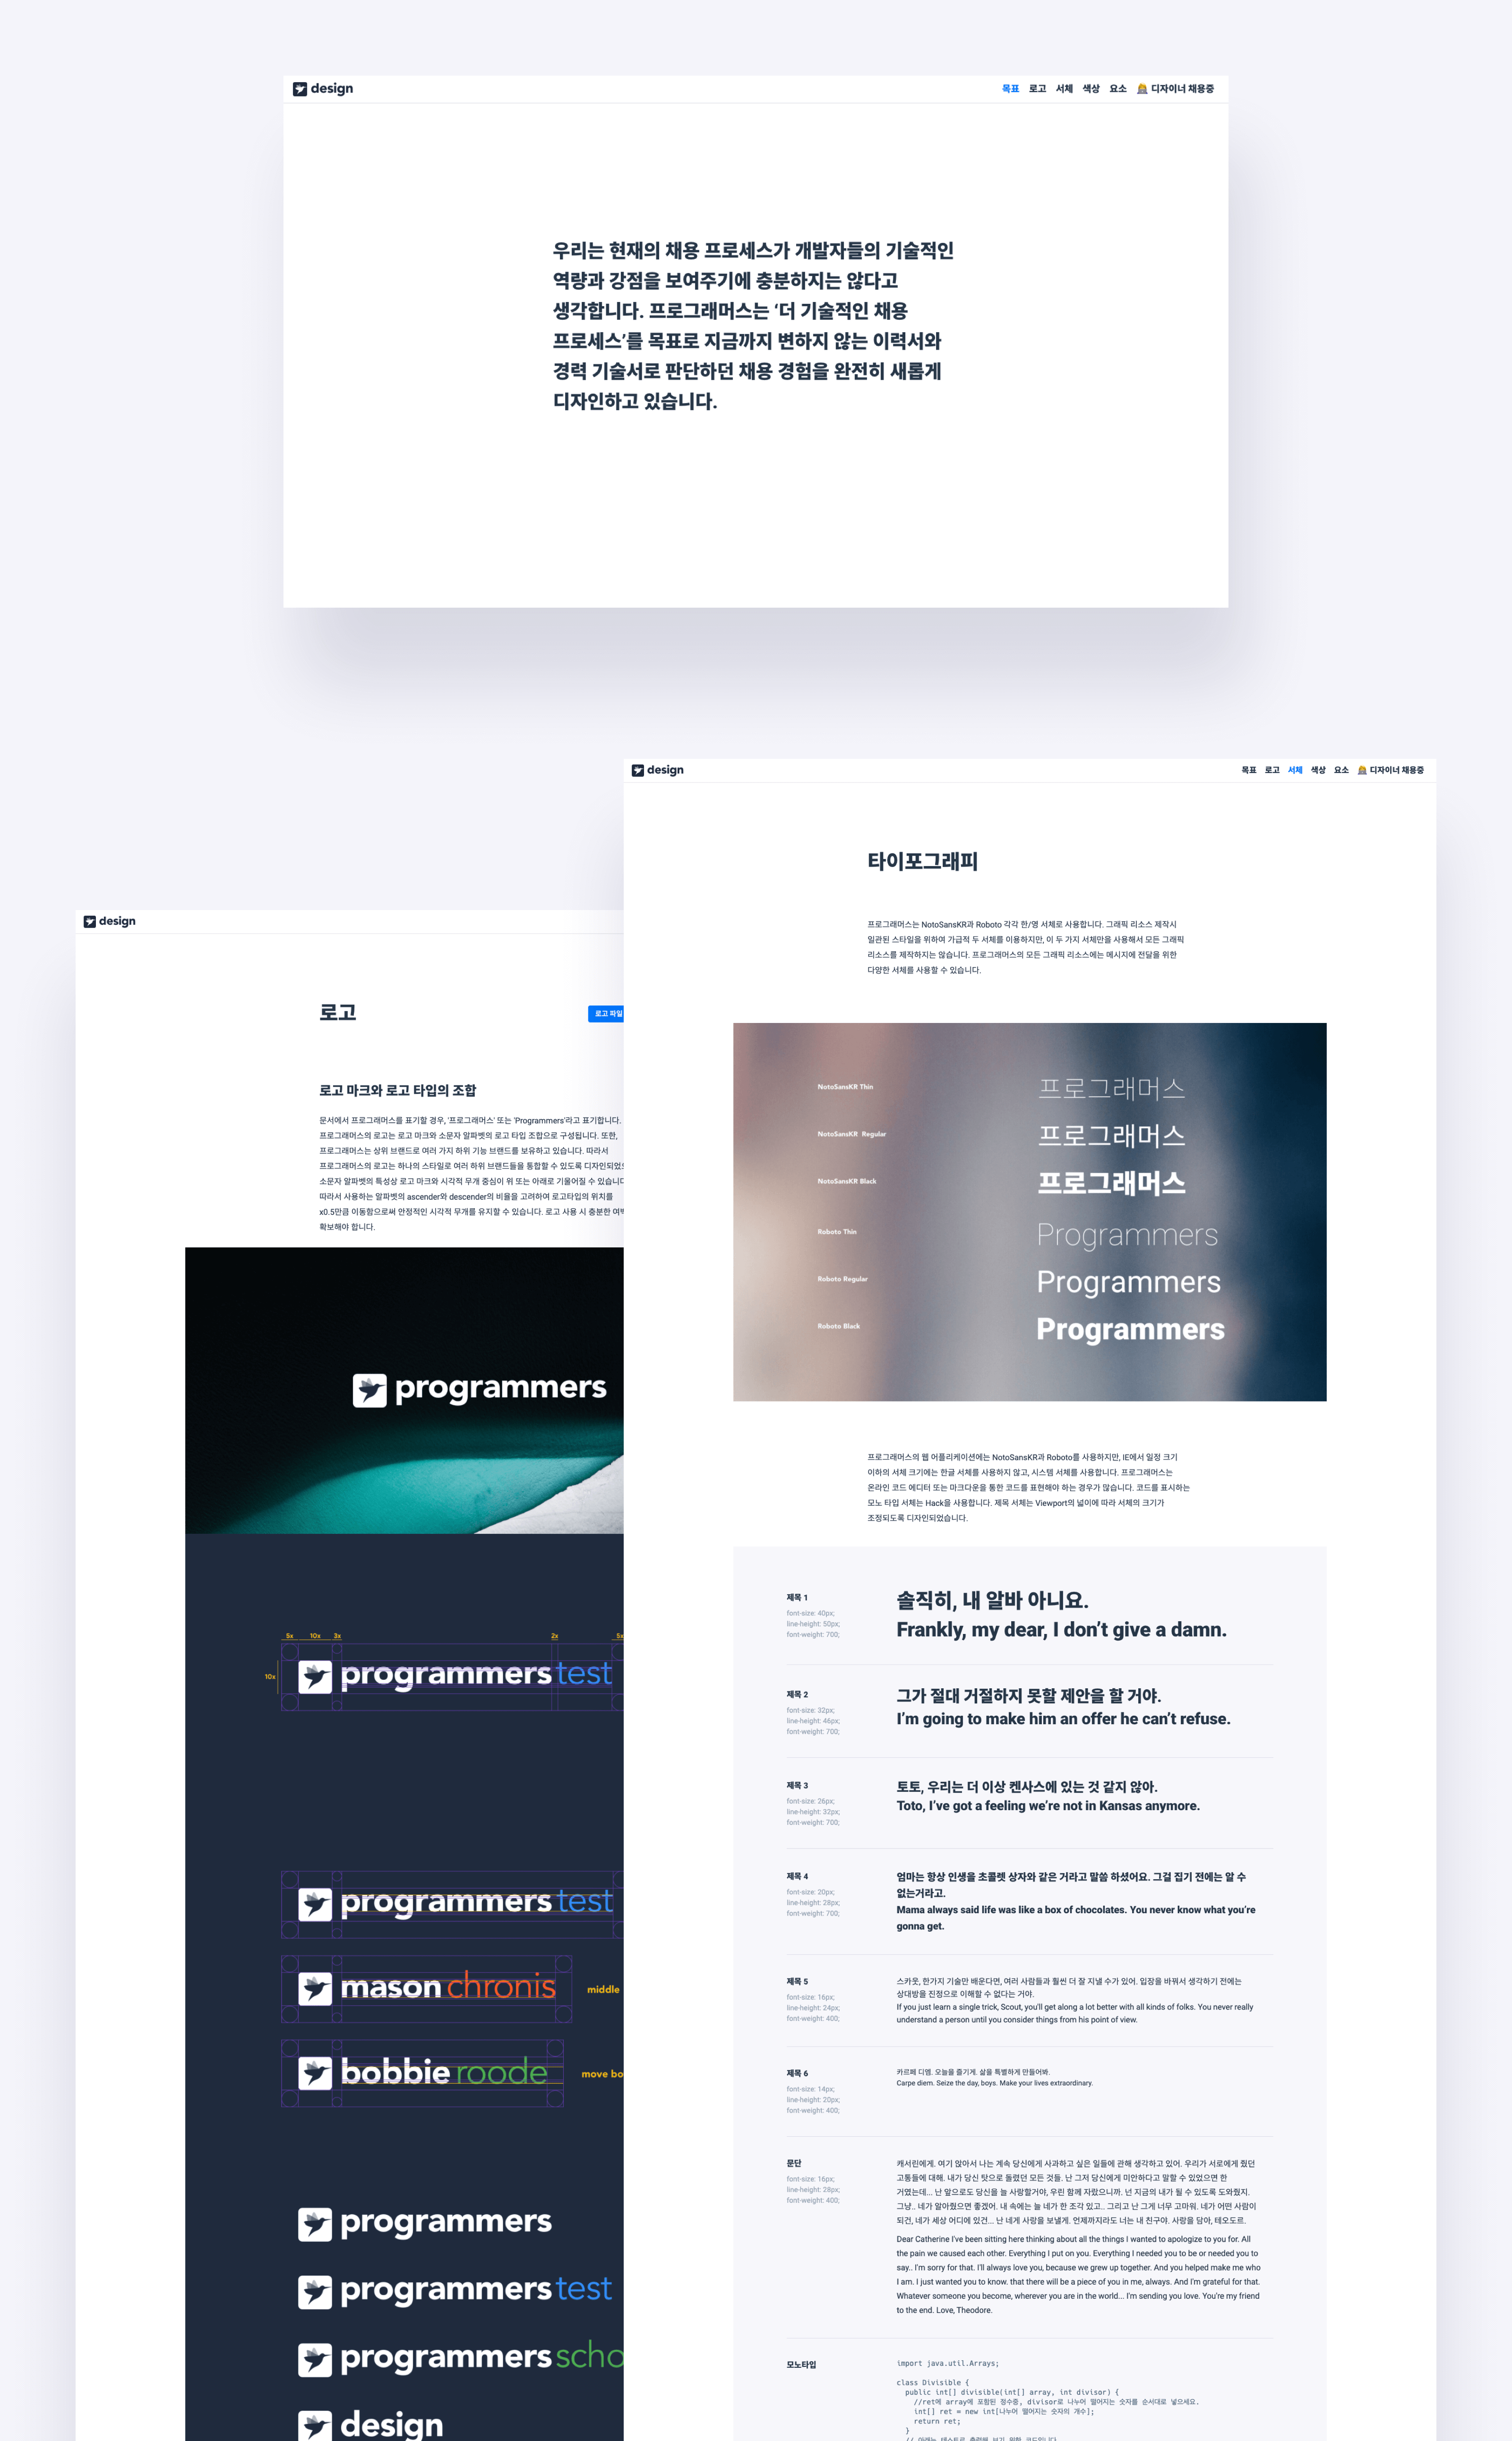 design
목표 로고 서체 색상 요소 디자이너 채용중
우리는 현재의 채용 프로세스가 개발자들의 기술적인
역량과 강점을 보여주기에 충분하지는 않다고
생각합니다. 프로그래머스는 ‘더 기술적인 채용
프로세스’를 목표로 지금까지 변하지 않는 이력서와
경력 기술서로 판단하던 채용 경험을 완전히 새롭게
디자인하고 있습니다.
design
로고
로고 파일
로고 마크와 로고 타입의 조합
문서에서 프로그래머스를 표기할 경우, '프로그래머스' 또는 'Programmers'라고 표기합니다.
프로그래머스의 로고는 로고 마크와 소문자 알파벳의 로고 타입 조합으로 구성됩니다. 또한,
프로그래머스는 상위 브랜드로 여러 가지 하위 기능 브랜드를 보유하고 있습니다. 따라서
프로그래머스의 로고는 하나의 스타일로 여러 하위 브랜드들을 통합할 수 있도록 디자인되었
소문자 알파벳의 특성상 로고 마크와 시각적 무게 중심이 위 또는 아래로 기울어질 수 있습니다
따라서 사용하는 알파벳의 ascender와 descender의 비율을 고려하여 로고타입의 위치를
x0.5만큼 이동함으로써 안정적인 시각적 무게를 유지할 수 있습니다. 로고 사용 시 충분한
확보해야 합니다.
programmers
5x 10x 3x 2x 5x
10x
programmers test
programmers test
mason chronis
middle
bobbie roode
move
programmers
programmers test
programmers scho
design
design
목표 로고 서체 색상 요소 디자이너 채용중
타이포그래피
프로그래머스는 NotoSansKR과 Roboto 각각 한/영 서체로 사용합니다. 그래픽 리소스 제작시
일관된 스타일을 위하여 가급적 두 서체를 이용하지만, 이 두 가지 서체만을 사용해서 모든 그래픽
리소스를 제작하지는 않습니다. 프로그래머스의 모든 그래픽 리소스에는 메시지에 전달을 위한
다양한 서체를 사용할 수 있습니다.
NotoSansKR Thin 프로그래머스
NotoSansKR Regular 프로그래머스
NotoSansKR Black 프로그래머스
Roboto Thin Programmers
Roboto Regular Programmers
Roboto Black Programmers
프로그래머스의 웹 어플리케이션에는 NotoSansKR과 Roboto를 사용하지만, IE에서 일정 크기
이하의 서체 크기에는 한글 서체를 사용하지 않고, 시스템 서체를 사용합니다. 프로그래머스는
온라인 코드 에디터 또는 마크다운을 통한 코드를 표현해야 하는 경우가 많습니다. 코드를 표시하는
모노 타입 서체는 Hack을 사용합니다. 제목 서체는 Viewport의 넓이에 따라 서체의 크기가
조정되도록 디자인되었습니다.
제목 1
font-size: 40px;
line-height: 50px;
font-weight: 700;
솔직히, 내 알바 아니요.
Frankly, my dear, I don’t give a damn.
제목 2
font-size: 32px;
line-height: 46px;
font-weight: 700;
그가 절대 거절하지 못할 제안을 할 거야.
I’m going to make him an offer he can’t refuse.
제목 3
font-size: 26px;
line-height: 32px;
font-weight: 700;
토토, 우리는 더 이상 켄사스에 있는 것 같지 않아.
Toto, I’ve got a feeling we’re not in Kansas anymore.
제목 4
font-size: 20px;
line-height: 28px;
font-weight: 700;
엄마는 항상 인생을 초콜렛 상자와 같은 거라고 말씀 하셨어요. 그걸 집기 전에는 알 수
없는거라고.
Mama always said life was like a box of chocolates. You never know what you’re
gonna get.
제목 5
font-size: 16px;
line-height: 24px;
font-weight: 400;
스카웃, 한가지 기술만 배운다면, 여러 사람들과 훨씬 더 잘 지낼 수가 있어. 입장을 바꿔서 생각하기 전에는
상대방을 진정으로 이해할 수 없다는 거야.
If you just learn a single trick, Scout, you'll get along a lot better with all kinds of folks. You never really
understand a person until you consider things from his point of view.
제목 6
font-size: 14px;
line-height: 20px;
font-weight: 400;
카르페 디엠. 오늘을 즐기게. 삶을 특별하게 만들어봐.
Carpe diem. Seize the day, boys. Make your lives extraordinary.
문단
font-size: 16px;
line-height: 28px;
font-weight: 400;
캐서린에게. 여기 앉아서 나는 계속 당신에게 사과하고 싶은 일들에 관해 생각하고 있어. 우리가 서로에게 줬던
고통들에 대해. 내가 당신 탓으로 돌렸던 모든 것들. 난 그저 당신에게 미안하다고 말할 수 있었으면 한
거였는데... 난 앞으로도 당신을 늘 사랑할거야, 우린 함께 자랐으니까. 넌 지금의 내가 될 수 있도록 도와줬지.
그냥.. 네가 알아줬으면 좋겠어. 내 속에는 늘 네가 한 조각 있고.. 그리고 난 그게 너무 고마워. 네가 어떤 사람이
되건, 네가 세상 어디에 있건... 난 네게 사랑을 보낼게. 언제까지라도 너는 내 친구야. 사랑을 담아, 테오도르.
Dear Catherine I've been sitting here thinking about all the things I wanted to apologize to you for. All
the pain we caused each other. Everything I put on you. Everything I needed you to be or needed you to
say.. I'm sorry for that. I'll always love you, because we grew up together. And you helped make me who
I am. I just wanted you to know. that there will be a piece of you in me, always. And I'm grateful for that.
Whatever someone you become, wherever you are in the world... I'm sending you love. You're my friend
to the end. Love, Theodore.
모노타입
import java.util.Arrays;
class Divisible {
public int[] divisible(int[] array, int divisor) {
//ret에 array에 포함된 정수중, divisor로 나누어 떨어지는 숫자를 순서대로 넣으세요.
int[] ret = new int[나누어 떨어지는 숫자의 개수];
return ret;
}